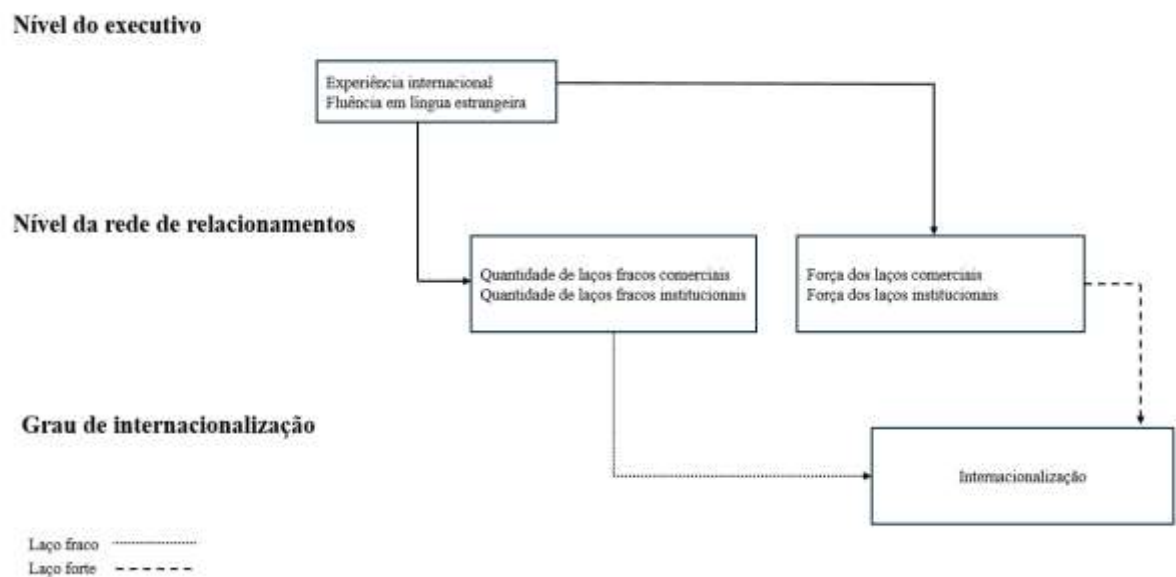 Nível do executivo
Experiência internacional
Fluência em língua estrangeira
Nível da rede de relacionamentos
Quantidade de laços fracos comerciais
Quantidade de laços fracos institucionais
Força dos laços comerciais
Força dos laços institucionais
Grau de internacionalização
Internacionalização
Laço fraco
Laço forte